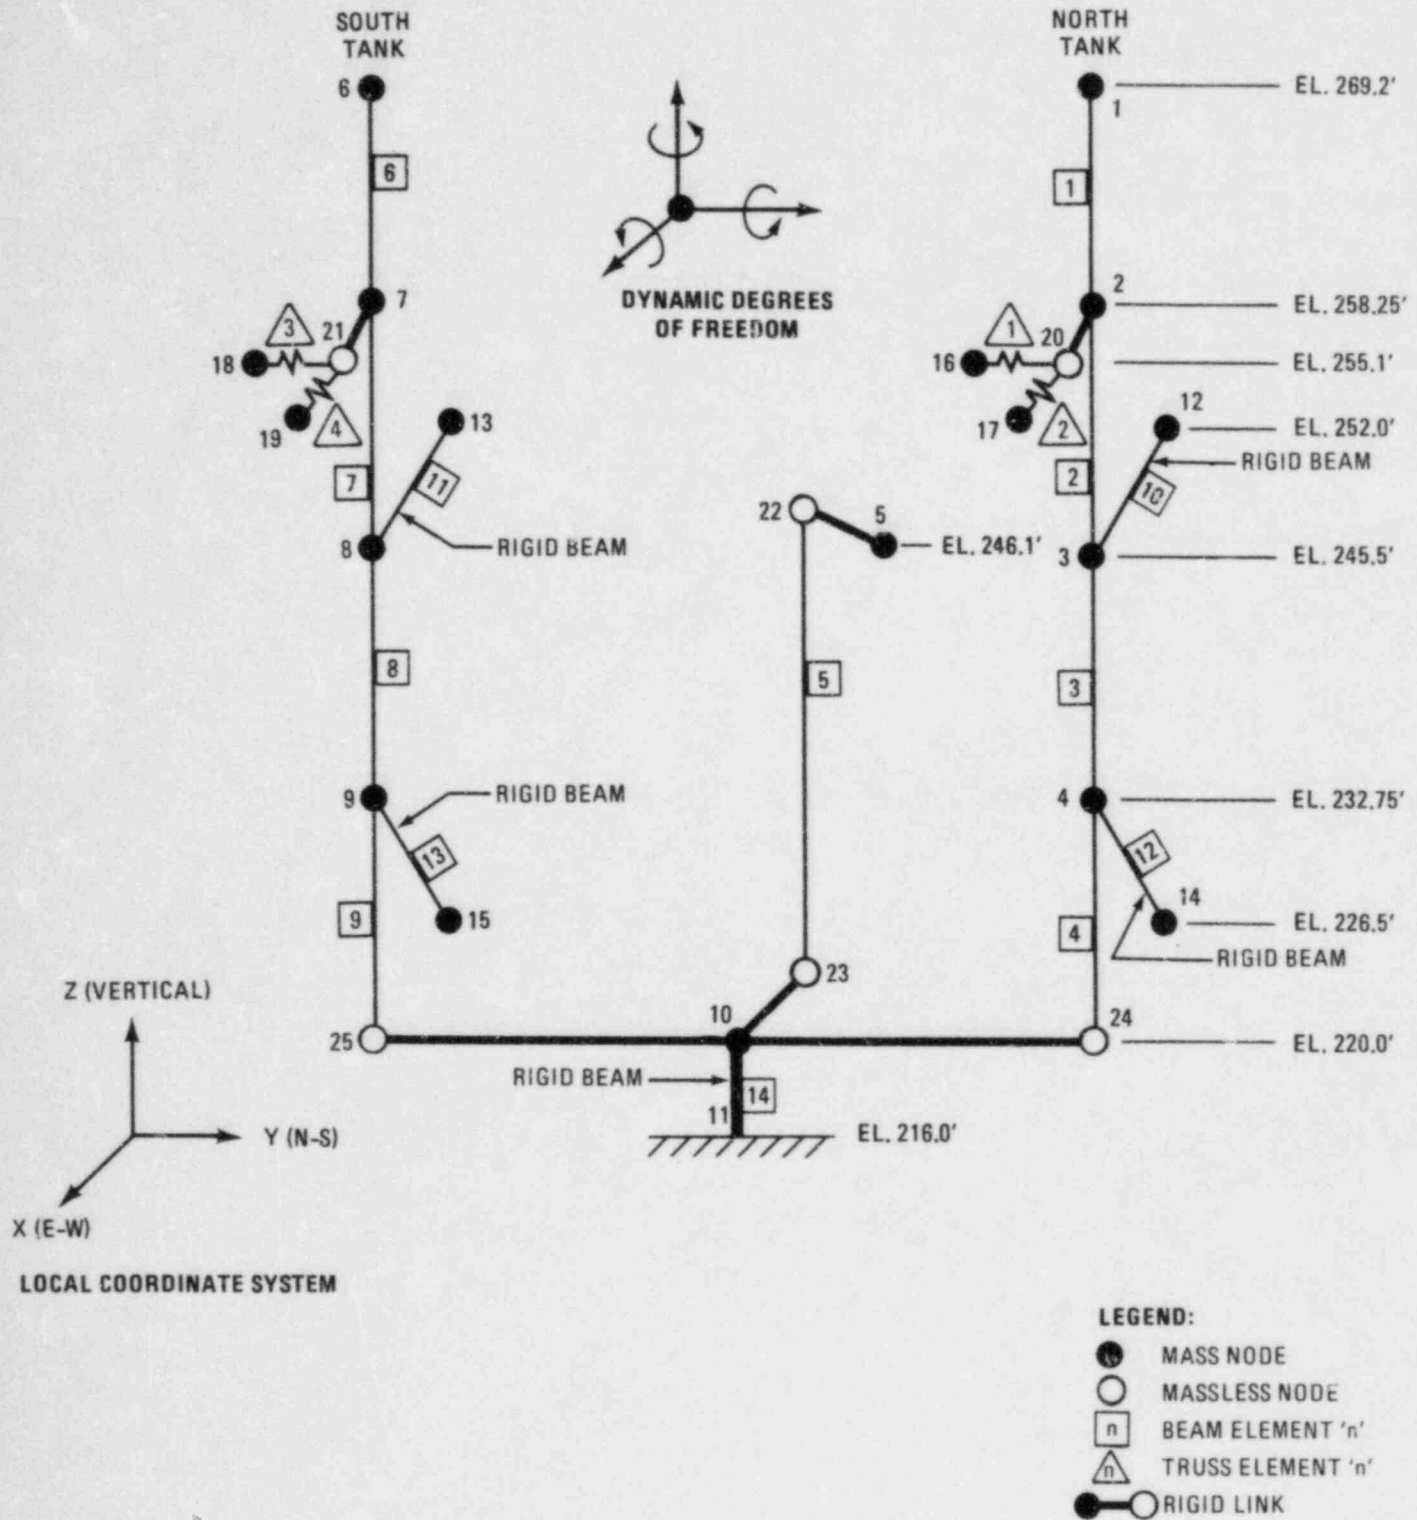 SOUTH
TANK
NORTH
TANK
6
1
EL. 269.2'
6
1
DYNAMIC DEGREES
OF FREEDOM
7
2
EL. 258.25'
3
21
1
20
18
16
EL. 255.1'
19
4
13
17
2
12
EL. 252.0'
RIGID BEAM
7
11
2
10
22
5
8
RIGID BEAM
EL. 246.1'
3
EL. 245.5'
8
5
3
9
RIGID BEAM
4
EL. 232.75'
13
12
9
15
4
14
EL. 226.5'
RIGID BEAM
23
Z (VERTICAL)
10
24
25
EL. 220.0'
RIGID BEAM
14
11
EL. 216.0'
Y (N-S)
X (E-W)
LOCAL COORDINATE SYSTEM
LEGEND:
MASS NODE
MASSLESS NODE
n
BEAM ELEMENT 'n'
n
TRUSS ELEMENT 'n'
RIGID LINK